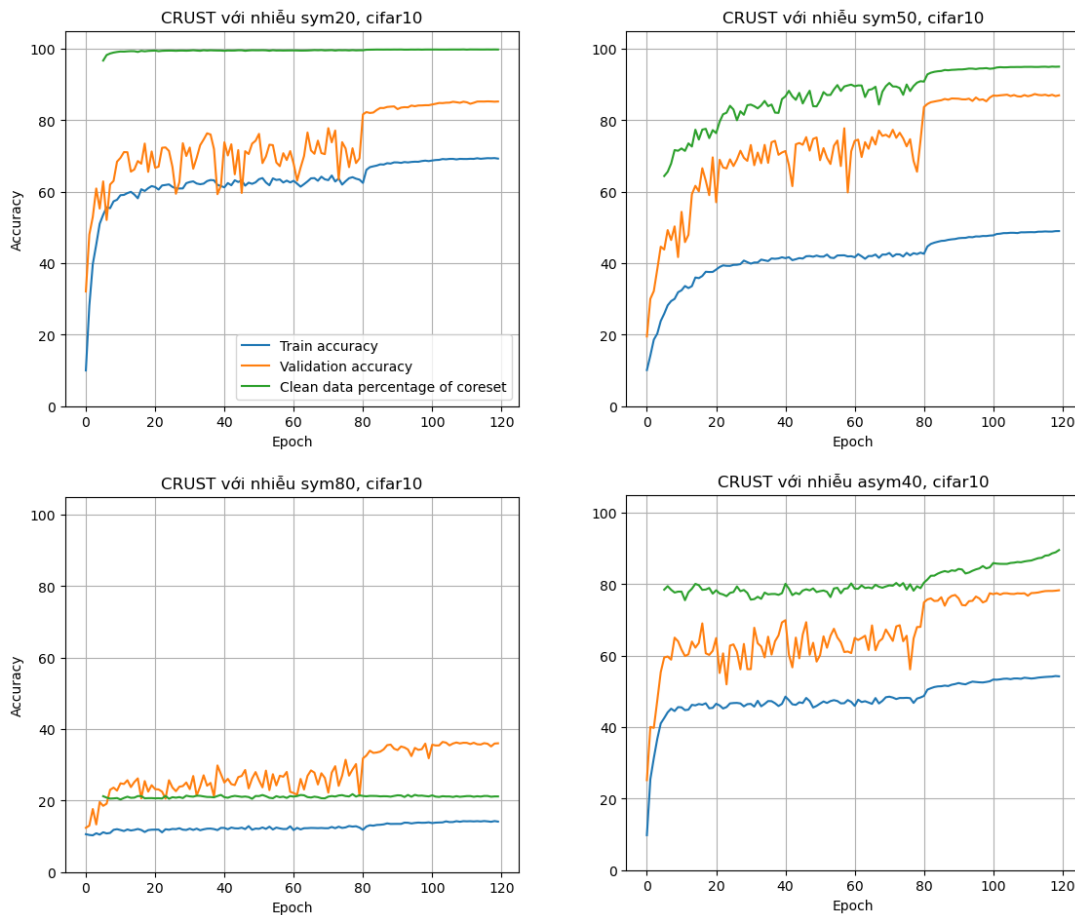 CRUST với nhiễu sym20, cifar10
100
80
60
40
20
0
Accuracy
Train accuracy
Validation accuracy
Clean data percentage of coreset
0 20 40 60 80 100 120
Epoch
CRUST với nhiễu sym50, cifar10
100
80
60
40
20
0
0 20 40 60 80 100 120
Epoch
CRUST với nhiễu sym80, cifar10
100
80
60
40
20
0
Accuracy
0 20 40 60 80 100 120
Epoch
CRUST với nhiễu asym40, cifar10
100
80
60
40
20
0
0 20 40 60 80 100 120
Epoch